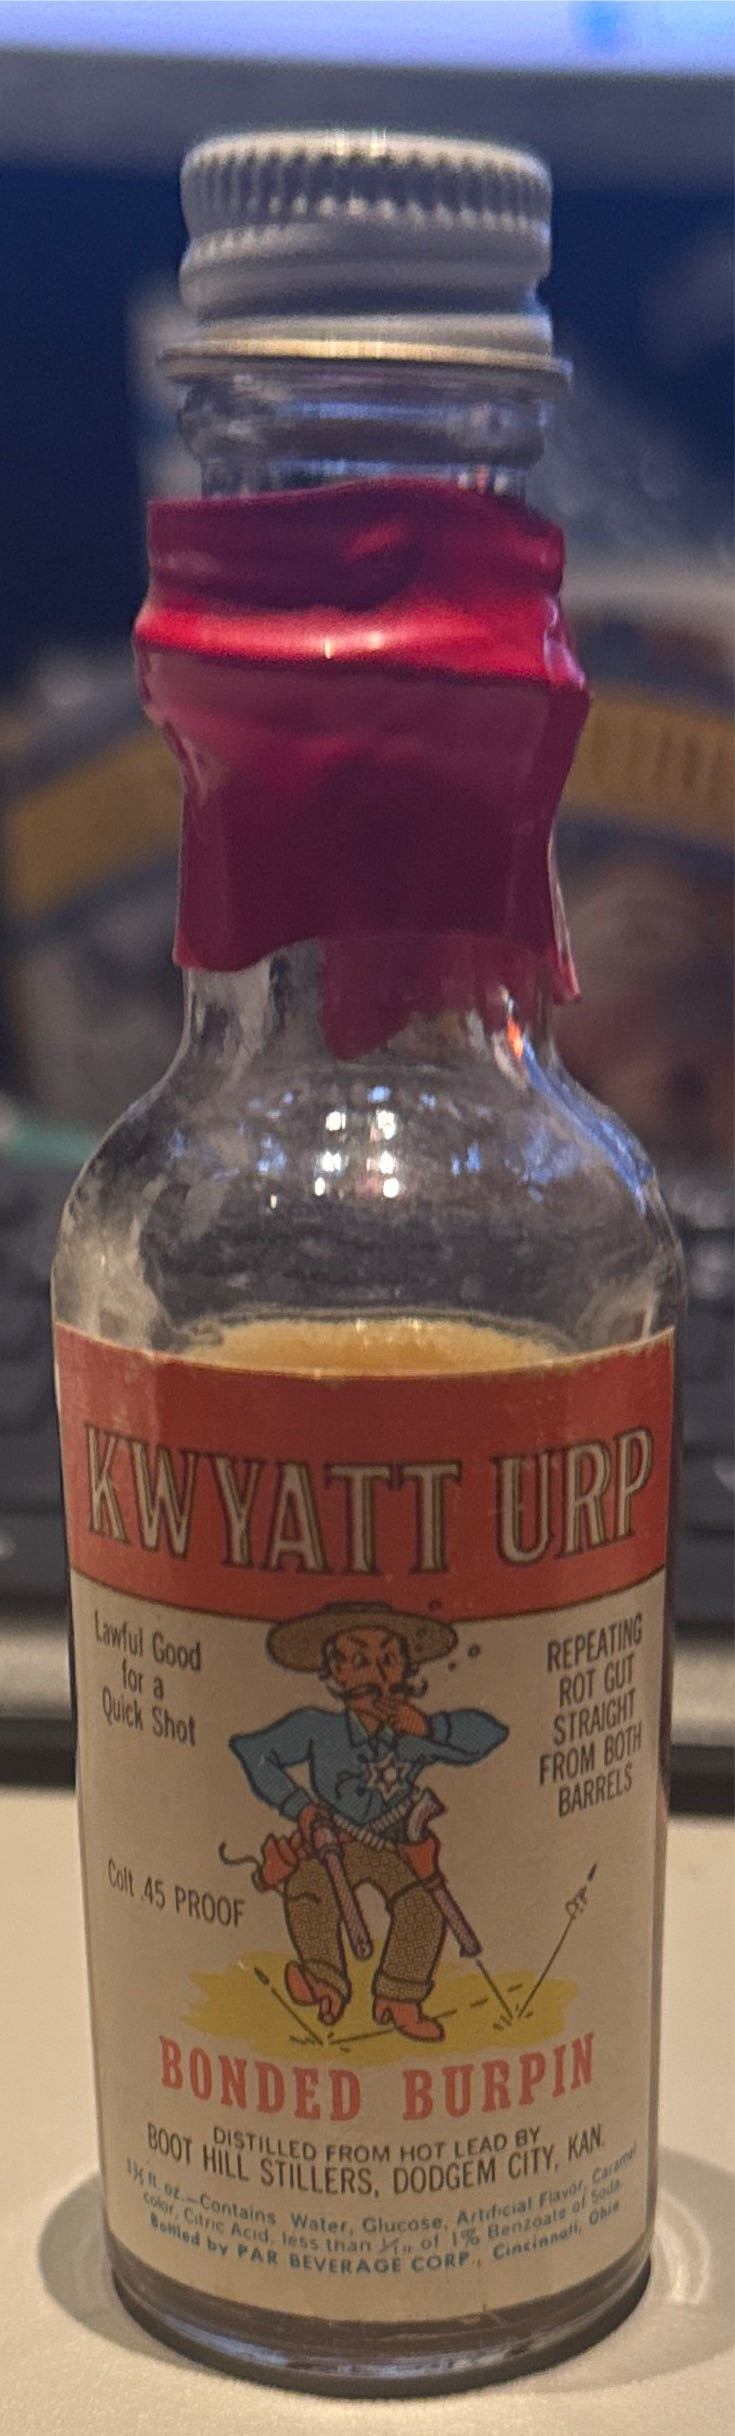 KWYATT URP
Lawful Good
for a
Quick Shot
REPEATING
ROT GUT
STRAIGHT
FROM BOTH
BARRELS
Colt .45 PROOF
BONDED BURPIN
DISTILLED FROM HOT LEAD BY
BOOT HILL STILLERS, DODGEM CITY, KAN.
fl. oz.—Contains Water, Glucose, Artificial Flavor, Caramel
color, Citric Acid, less than 1/10 of 1% Benzoate of Soda.
Bottled by PAR BEVERAGE CORP., Cincinnati, Ohio